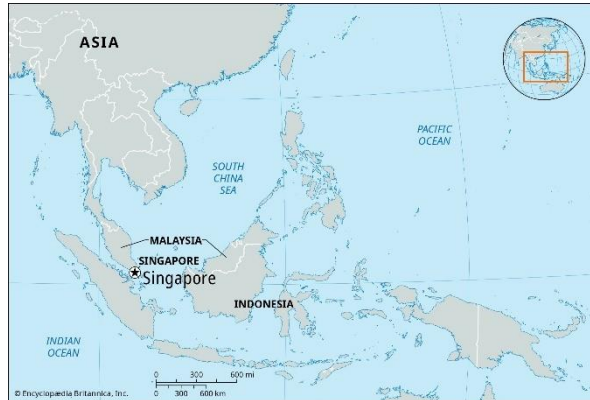 ASIA
PACIFIC
OCEAN
SOUTH
CHINA
SEA
MALAYSIA
SINGAPORE
Singapore
INDONESIA
INDIAN
OCEAN
0 300 600 mi
0 300 600 km
© Encyclopædia Britannica, Inc.